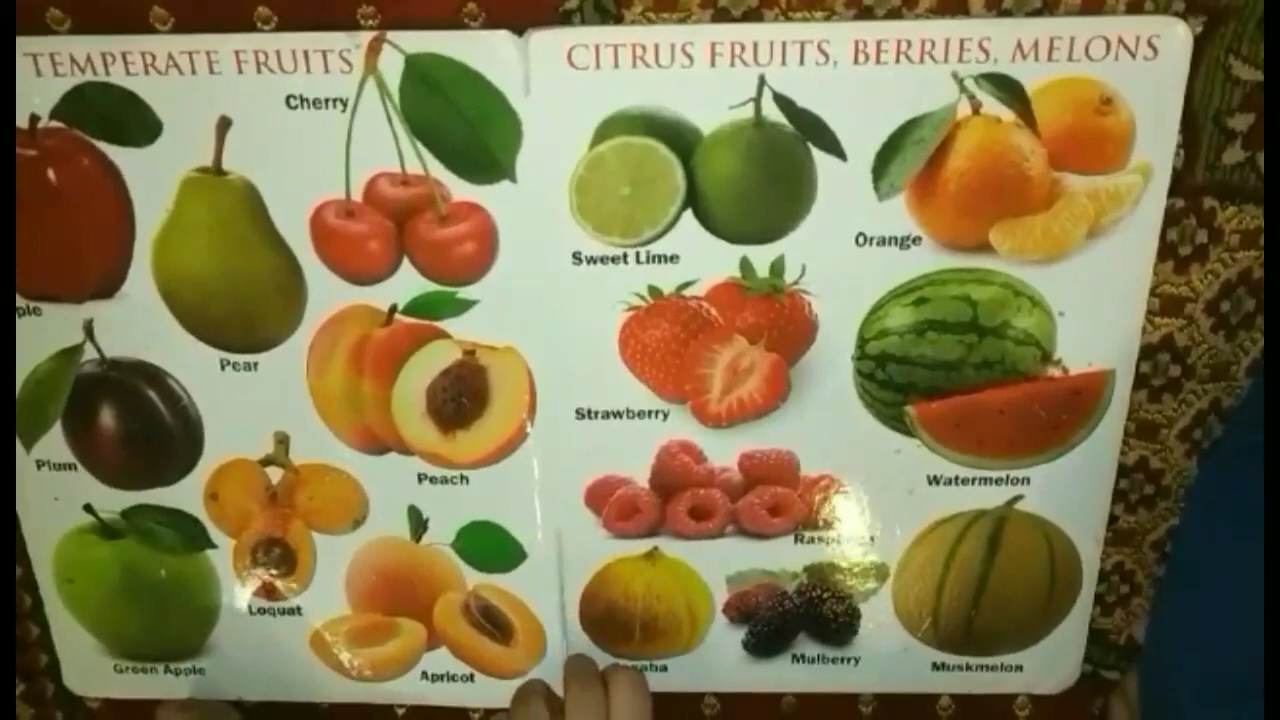 TEMPERATE FRUITS
Cherry
ple
Pear
Plum
Peach
Loquat
Green Apple
Apricot
CITRUS FRUITS, BERRIES, MELONS
Sweet Lime
Orange
Strawberry
Watermelon
Mulberry
Muskmelon